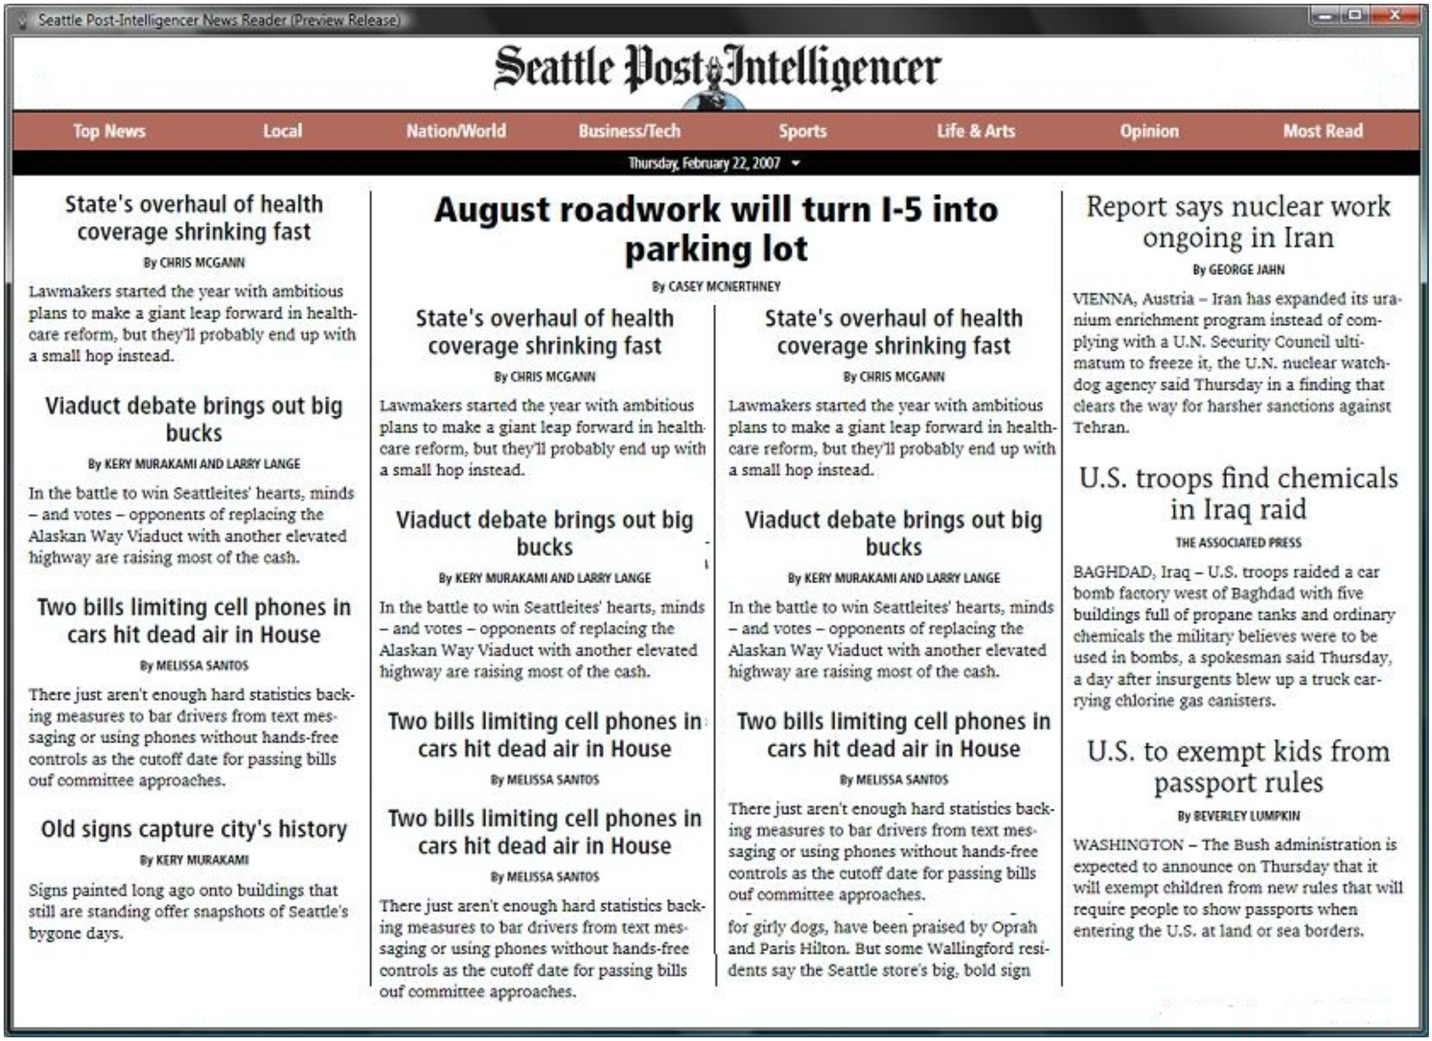 Seattle Post-Intelligencer News Reader (Preview Release)
Seattle Post-Intelligencer
Top News Local Nation/World Business/Tech Sports Life & Arts Opinion Most Read
Thursday, February 22, 2007
State's overhaul of health
coverage shrinking fast
By CHRIS MCGANN
Lawmakers started the year with ambitious
plans to make a giant leap forward in health-
care reform, but they'll probably end up with
a small hop instead.
Viaduct debate brings out big
bucks
By KERY MURAKAMI AND LARRY LANGE
In the battle to win Seattleites' hearts, minds
– and votes – opponents of replacing the
Alaskan Way Viaduct with another elevated
highway are raising most of the cash.
Two bills limiting cell phones in
cars hit dead air in House
By MELISSA SANTOS
There just aren't enough hard statistics back-
ing measures to bar drivers from text mes-
saging or using phones without hands-free
controls as the cutoff date for passing bills
ouf committee approaches.
Old signs capture city's history
By KERY MURAKAMI
Signs painted long ago onto buildings that
still are standing offer snapshots of Seattle's
bygone days.
August roadwork will turn I-5 into
parking lot
By CASEY MCNERTHNEY
State's overhaul of health
coverage shrinking fast
By CHRIS MCGANN
Lawmakers started the year with ambitious
plans to make a giant leap forward in health-
care reform, but they'll probably end up with
a small hop instead.
Viaduct debate brings out big
bucks
By KERY MURAKAMI AND LARRY LANGE
In the battle to win Seattleites' hearts, minds
– and votes – opponents of replacing the
Alaskan Way Viaduct with another elevated
highway are raising most of the cash.
Two bills limiting cell phones in
cars hit dead air in House
By MELISSA SANTOS
Two bills limiting cell phones in
cars hit dead air in House
By MELISSA SANTOS
There just aren't enough hard statistics back-
ing measures to bar drivers from text mes-
saging or using phones without hands-free
controls as the cutoff date for passing bills
ouf committee approaches.
State's overhaul of health
coverage shrinking fast
By CHRIS MCGANN
Lawmakers started the year with ambitious
plans to make a giant leap forward in health-
care reform, but they'll probably end up with
a small hop instead.
Viaduct debate brings out big
bucks
By KERY MURAKAMI AND LARRY LANGE
In the battle to win Seattleites' hearts, minds
– and votes – opponents of replacing the
Alaskan Way Viaduct with another elevated
highway are raising most of the cash.
Two bills limiting cell phones in
cars hit dead air in House
By MELISSA SANTOS
There just aren't enough hard statistics back-
ing measures to bar drivers from text mes-
saging or using phones without hands-free
controls as the cutoff date for passing bills
ouf committee approaches.
for girly dogs, have been praised by Oprah
and Paris Hilton. But some Wallingford resi-
dents say the Seattle store's big, bold sign
Report says nuclear work
ongoing in Iran
By GEORGE JAHN
VIENNA, Austria – Iran has expanded its ura-
nium enrichment program instead of com-
plying with a U.N. Security Council ulti-
matum to freeze it, the U.N. nuclear watch-
dog agency said Thursday in a finding that
clears the way for harsher sanctions against
Tehran.
U.S. troops find chemicals
in Iraq raid
THE ASSOCIATED PRESS
BAGHDAD, Iraq – U.S. troops raided a car
bomb factory west of Baghdad with five
buildings full of propane tanks and ordinary
chemicals the military believes were to be
used in bombs, a spokesman said Thursday,
a day after insurgents blew up a truck car-
rying chlorine gas canisters.
U.S. to exempt kids from
passport rules
By BEVERLEY LUMPKIN
WASHINGTON – The Bush administration is
expected to announce on Thursday that it
will exempt children from new rules that will
require people to show passports when
entering the U.S. at land or sea borders.